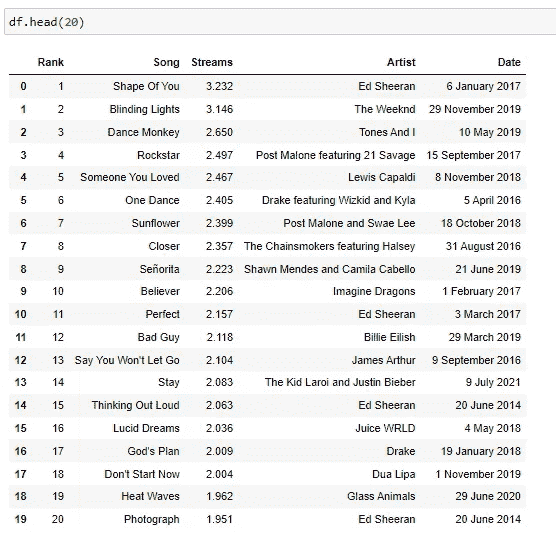 df.head(20)
Rank Song Streams Artist Date
0 1 Shape Of You 3.232 Ed Sheeran 6 January 2017
1 2 Blinding Lights 3.146 The Weeknd 29 November 2019
2 3 Dance Monkey 2.650 Tones And I 10 May 2019
3 4 Rockstar 2.497 Post Malone featuring 21 Savage 15 September 2017
4 5 Someone You Loved 2.467 Lewis Capaldi 8 November 2018
5 6 One Dance 2.405 Drake featuring Wizkid and Kyla 5 April 2016
6 7 Sunflower 2.399 Post Malone and Swae Lee 18 October 2018
7 8 Closer 2.357 The Chainsmokers featuring Halsey 31 August 2016
8 9 Señorita 2.223 Shawn Mendes and Camila Cabello 21 June 2019
9 10 Believer 2.206 Imagine Dragons 1 February 2017
10 11 Perfect 2.157 Ed Sheeran 3 March 2017
11 12 Bad Guy 2.118 Billie Eilish 29 March 2019
12 13 Say You Won't Let Go 2.104 James Arthur 9 September 2016
13 14 Stay 2.083 The Kid Laroi and Justin Bieber 9 July 2021
14 15 Thinking Out Loud 2.063 Ed Sheeran 20 June 2014
15 16 Lucid Dreams 2.036 Juice WRLD 4 May 2018
16 17 God's Plan 2.009 Drake 19 January 2018
17 18 Don't Start Now 2.004 Dua Lipa 1 November 2019
18 19 Heat Waves 1.962 Glass Animals 29 June 2020
19 20 Photograph 1.951 Ed Sheeran 20 June 2014